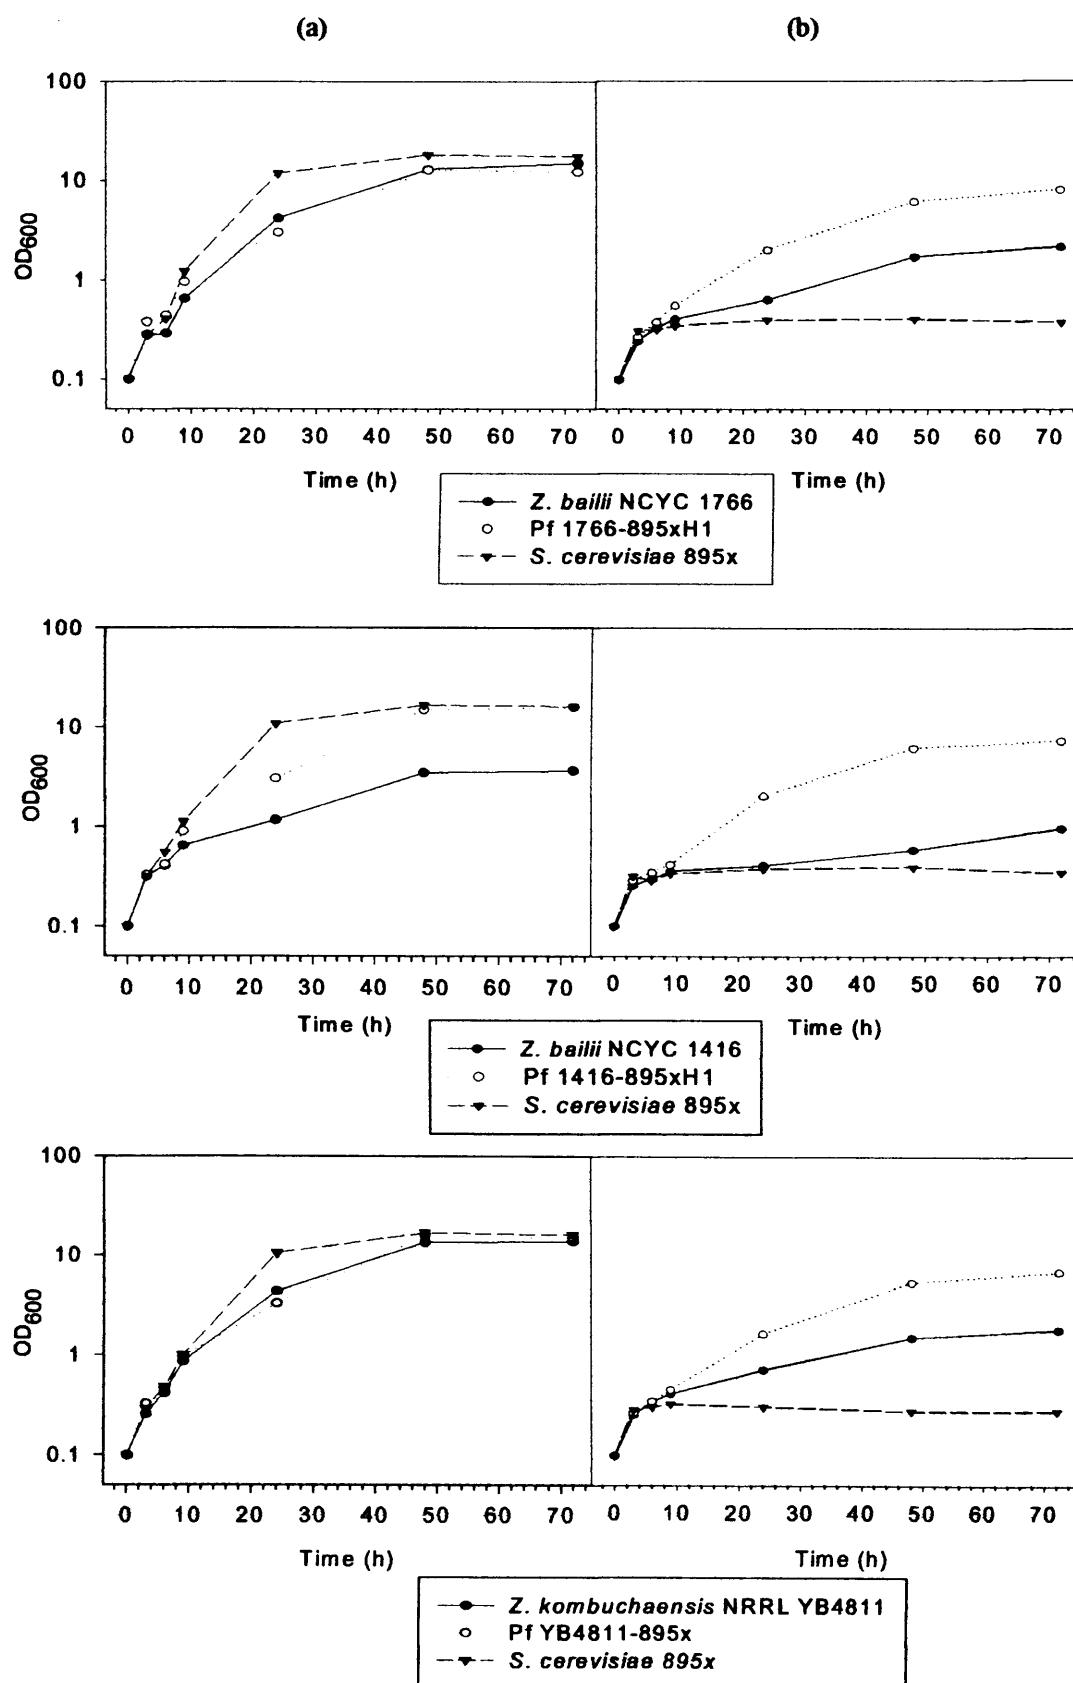 (a) (b)
100
10
1
0.1
OD600
0 10 20 30 40 50 60 70 0 10 20 30 40 50 60 70
Time (h) Time (h)
Z. bailii NCYC 1766
Pf 1766-895xH1
S. cerevisiae 895x
100
10
1
0.1
OD600
0 10 20 30 40 50 60 70 0 10 20 30 40 50 60 70
Time (h) Time (h)
Z. bailii NCYC 1416
Pf 1416-895xH1
S. cerevisiae 895x
100
10
1
0.1
OD600
0 10 20 30 40 50 60 70 0 10 20 30 40 50 60 70
Time (h) Time (h)
Z. kombuchaensis NRRL YB4811
Pf YB4811-895x
S. cerevisiae 895x